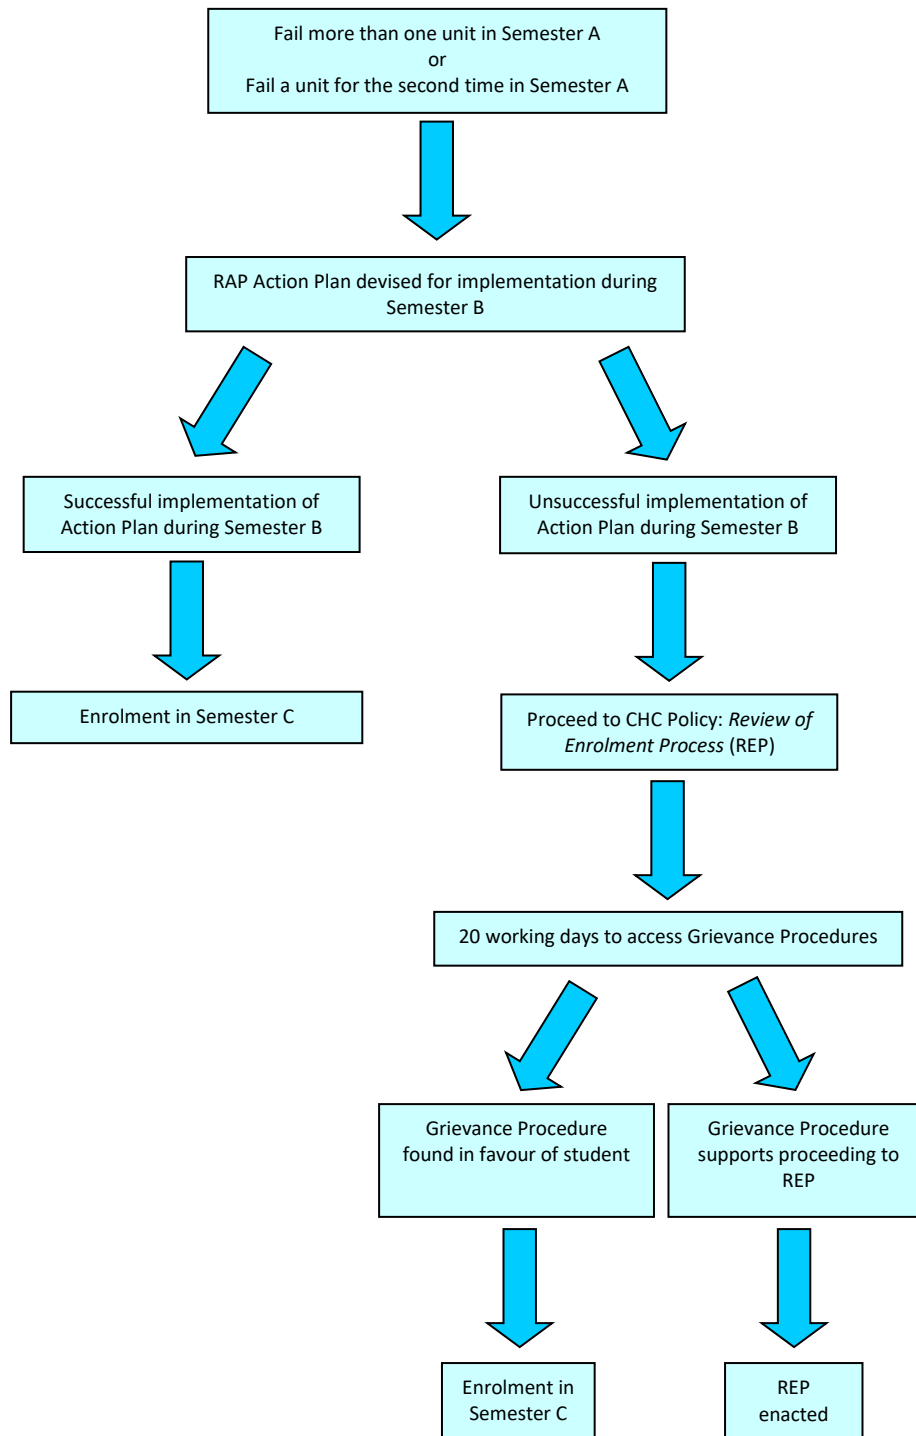 Fail more than one unit in Semester A
or
Fail a unit for the second time in Semester A
RAP Action Plan devised for implementation during
Semester B
Successful implementation of
Action Plan during Semester B
Unsuccessful implementation of
Action Plan during Semester B
Enrolment in Semester C
Proceed to CHC Policy: Review of
Enrolment Process (REP)
20 working days to access Grievance Procedures
Grievance Procedure
found in favour of student
Grievance Procedure
supports proceeding to
REP
Enrolment in
Semester C
REP
enacted